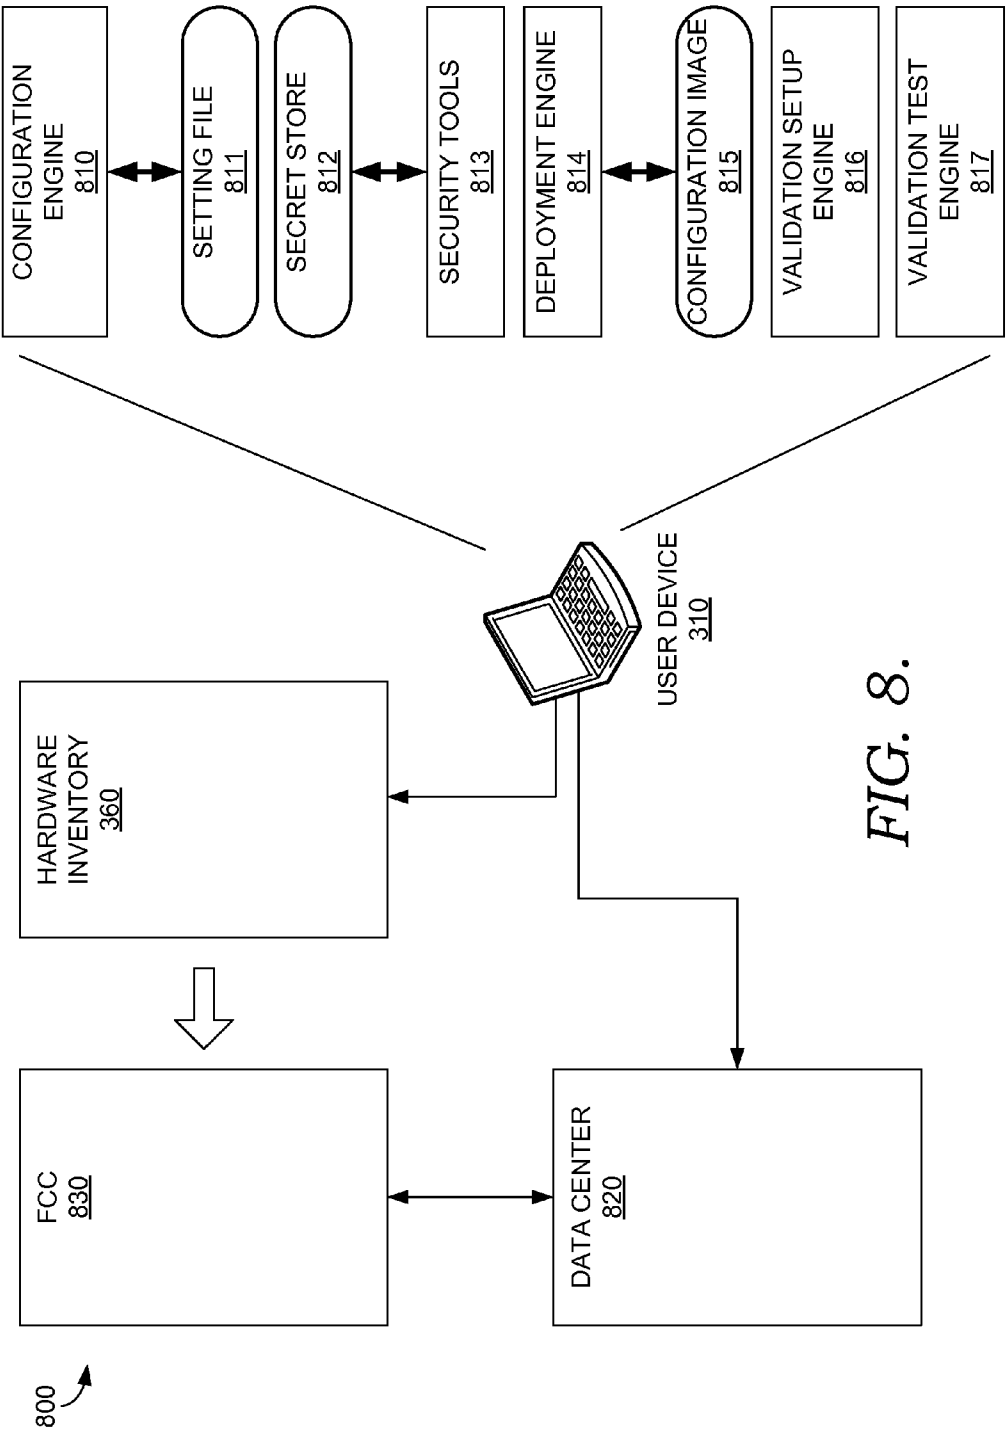 800
FCC
830
HARDWARE
INVENTORY
360
DATA CENTER
820
USER DEVICE
310
CONFIGURATION
ENGINE
810
SETTING FILE
811
SECRET STORE
812
SECURITY TOOLS
813
DEPLOYMENT ENGINE
814
CONFIGURATION IMAGE
815
VALIDATION SETUP
ENGINE
816
VALIDATION TEST
ENGINE
817
FIG. 8.